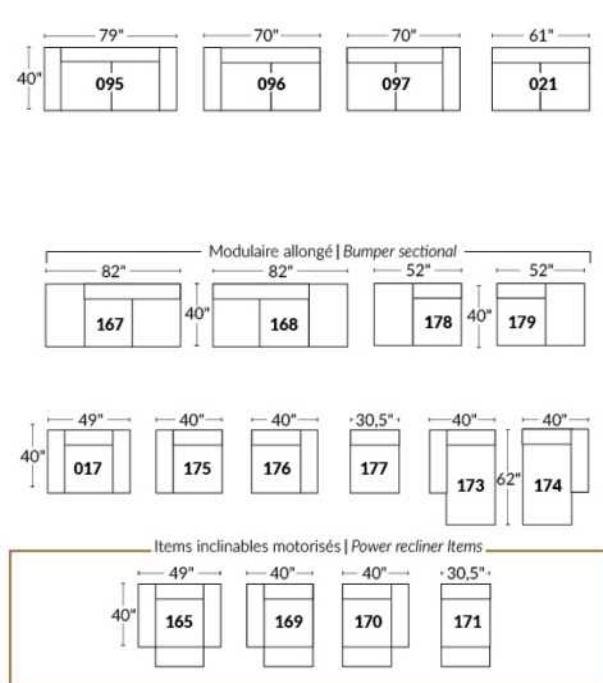 79" 70" 70" 61"
40" 095 096 097 021
Modulaire allongé | Bumper sectional
82" 82" 52" 52"
167 40" 168 178 40" 179
49" 40" 40" 30,5" 40" 40"
40" 017 175 176 177 173 62" 174
Items inclinables motorisés | Power recliner Items
49" 40" 40" 30,5"
40" 165 169 170 171